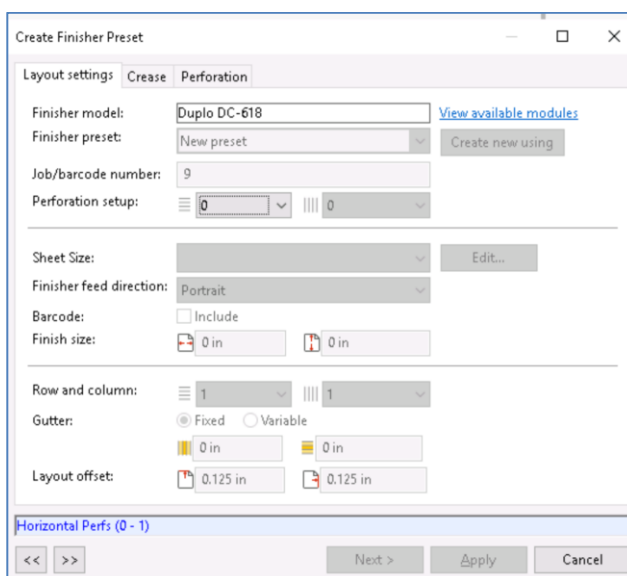 Create Finisher Preset
Layout settings Crease Perforation
Finisher model: Duplo DC-618 View available modules
Finisher preset: New preset Create new using
Job/barcode number: 9
Perforation setup: 0 0
Sheet Size: Edit...
Finisher feed direction: Portrait
Barcode: Include
Finish size: 0 in 0 in
Row and column: 1 1
Gutter: Fixed Variable
0 in 0 in
Layout offset: 0.125 in 0.125 in
Horizontal Perfs (0 - 1)
<< >> Next > Apply Cancel